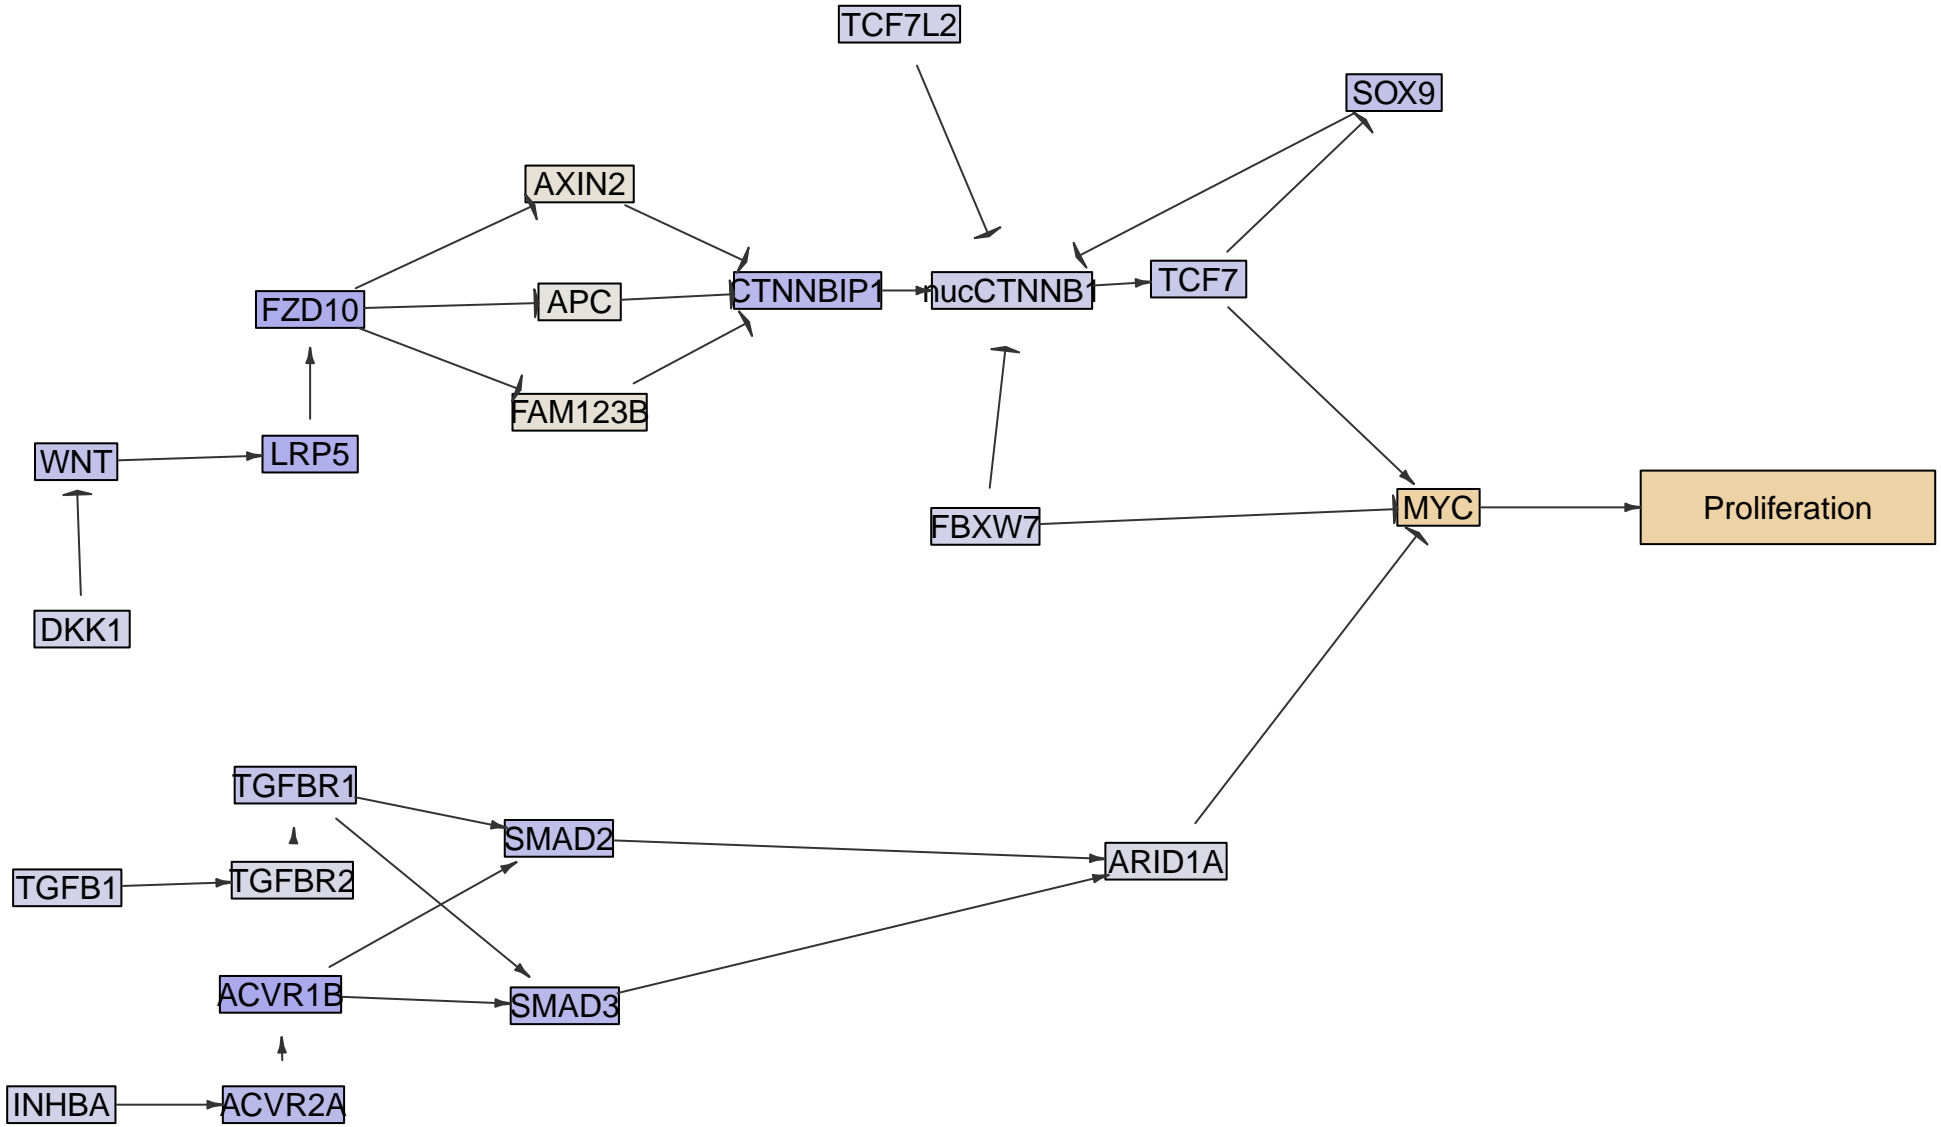 TCF7L2
SOX9
AXIN2
FZD10
APC
CTNNBIP1
nucCTNNB1
TCF7
FAM123B
WNT
LRP5
FBXW7
MYC
Proliferation
DKK1
TGFBR1
SMAD2
ARID1A
TGFB1
TGFBR2
ACVR1B
SMAD3
INHBA
ACVR2A